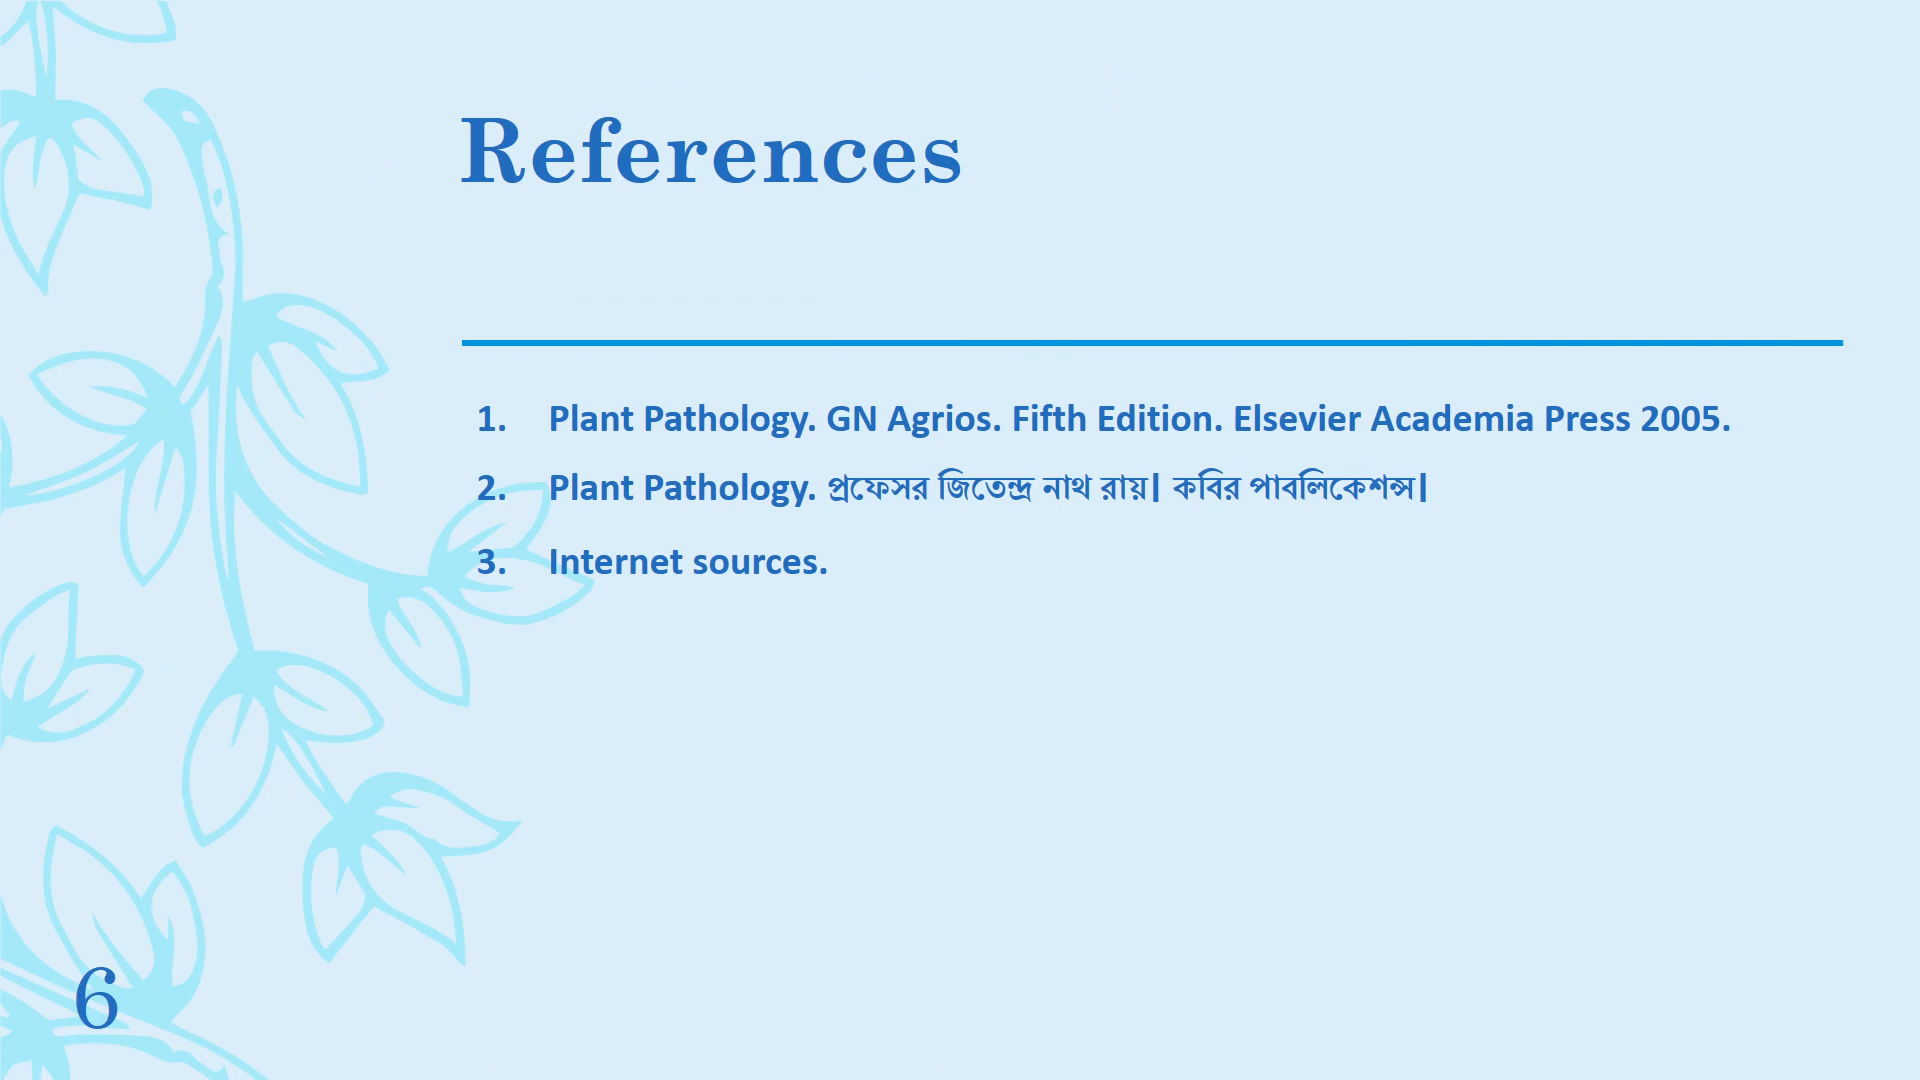 References
1. Plant Pathology. GN Agrios. Fifth Edition. Elsevier Academia Press 2005.
2. Plant Pathology. প্রফেসর জিতেন্দ্র নাথ রায়। কবির পাবলিকেশন্স।
3. Internet sources.
6